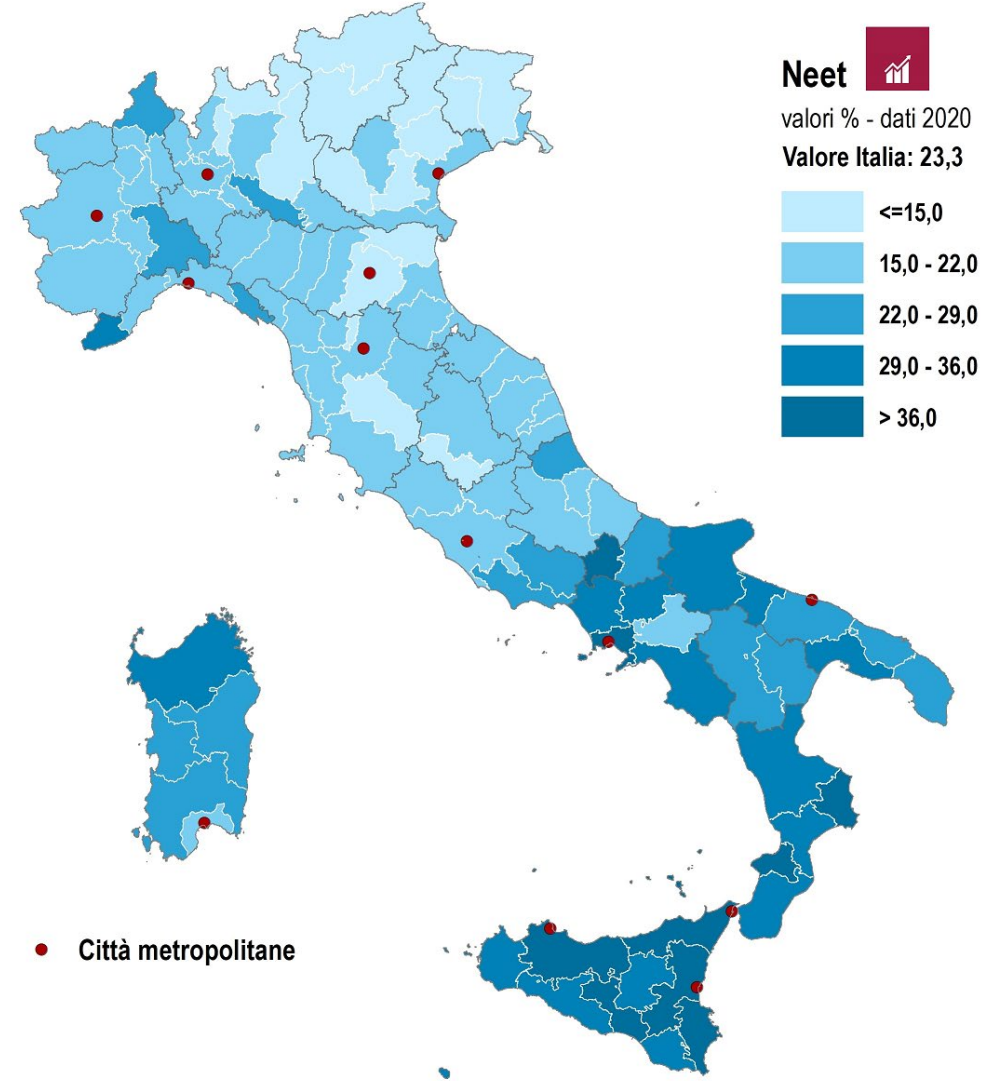 Neet
valori % - dati 2020
Valore Italia: 23,3
<=15,0
15,0 - 22,0
22,0 - 29,0
29,0 - 36,0
> 36,0
Città metropolitane